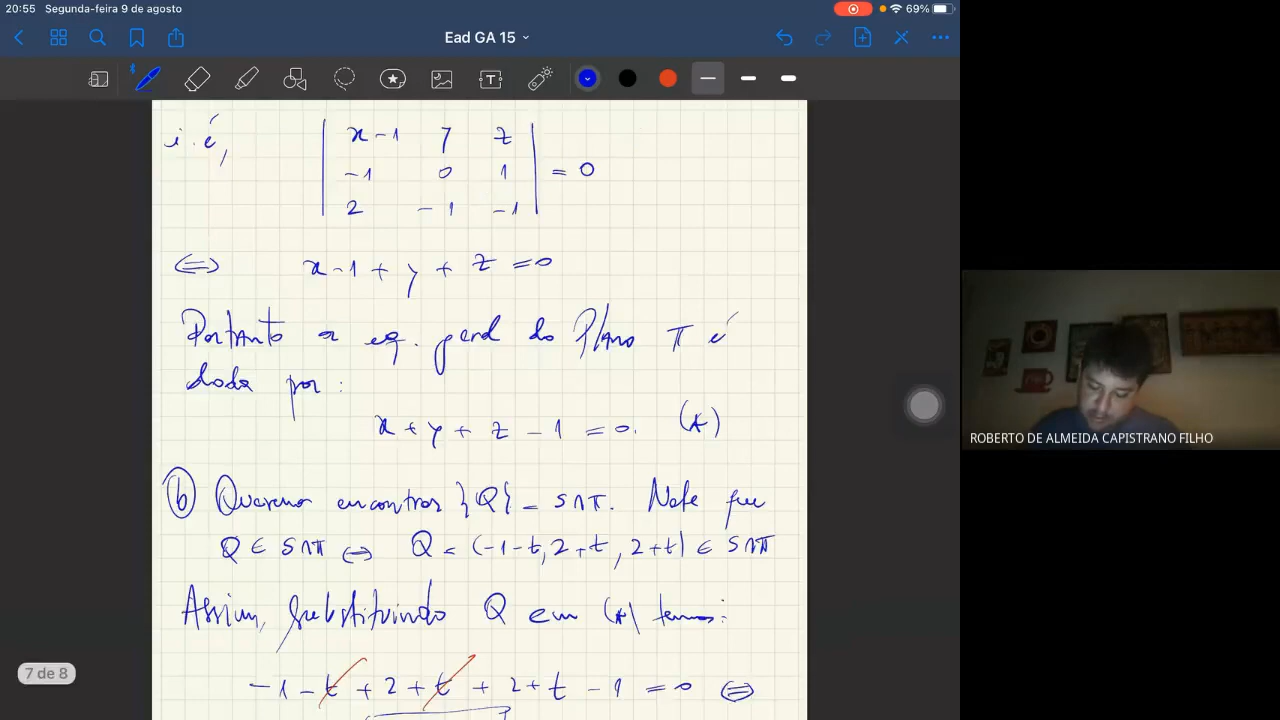 20:55 Segunda-feira 9 de agosto 69%
Ead GA 15
i.é, | x-1 y z |
| -1 0 1 | = 0
| 2 -1 -1 |
⇔ x-1 + y + z = 0
Portanto a eq. geral do Plano π é
dada por:
x + y + z - 1 = 0. (*)
ⓑ Queremo encontrar {Q} = S∩π. Note que
Q ∈ S∩π ⇔ Q = (-1-t, 2+t, 2+t) ∈ S∩π
Assim, substituindo Q em (*) temos:
-1 - t + 2 + t + 2 + t - 1 = 0 ⇔
7 de 8
ROBERTO DE ALMEIDA CAPISTRANO FILHO